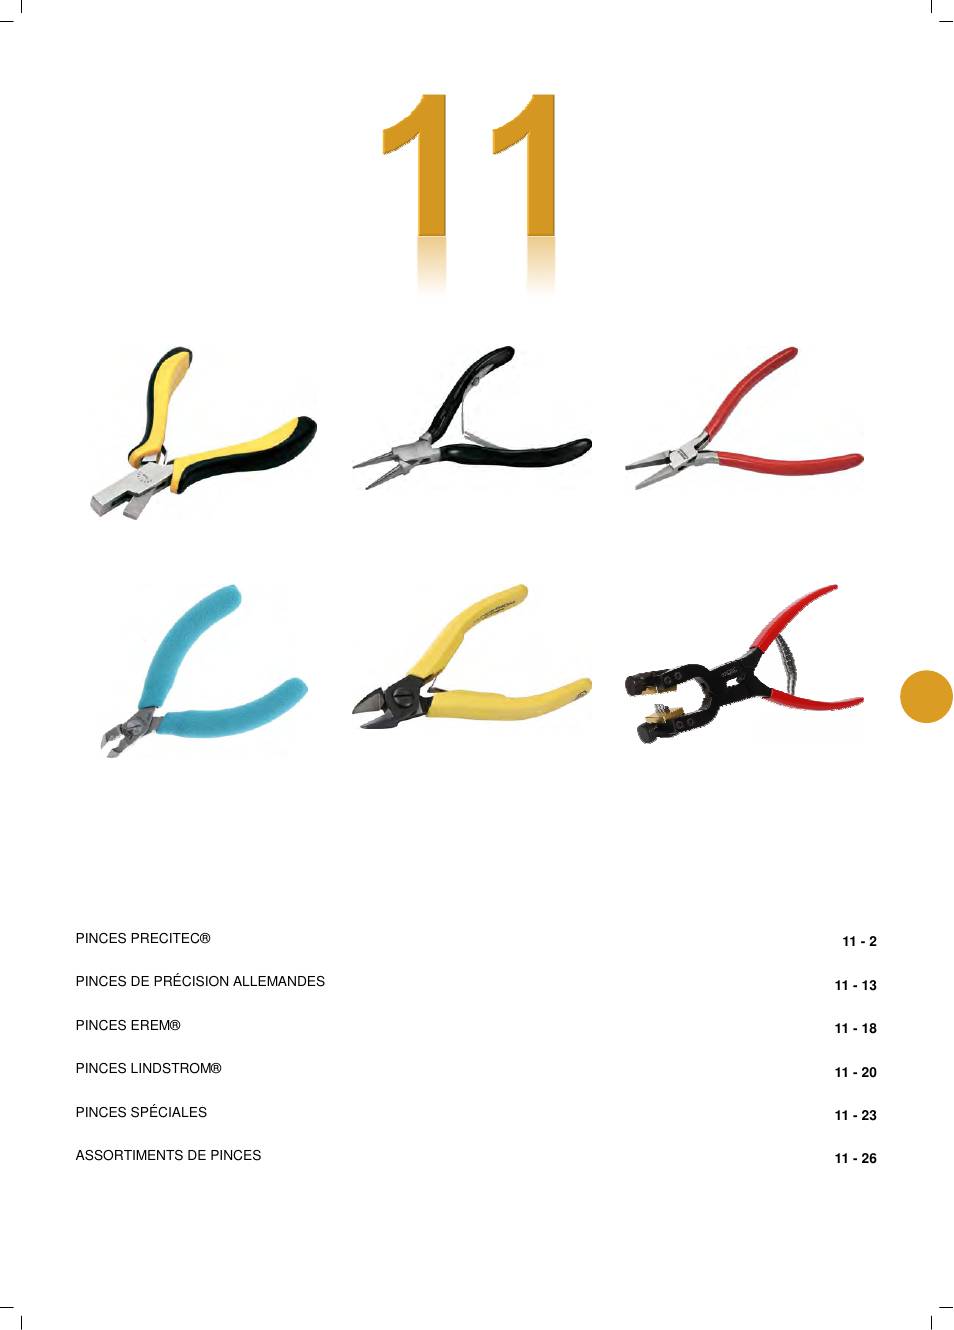 11
PINCES PRECITEC® 11 - 2
PINCES DE PRÉCISION ALLEMANDES 11 - 13
PINCES EREM® 11 - 18
PINCES LINDSTROM® 11 - 20
PINCES SPÉCIALES 11 - 23
ASSORTIMENTS DE PINCES 11 - 26